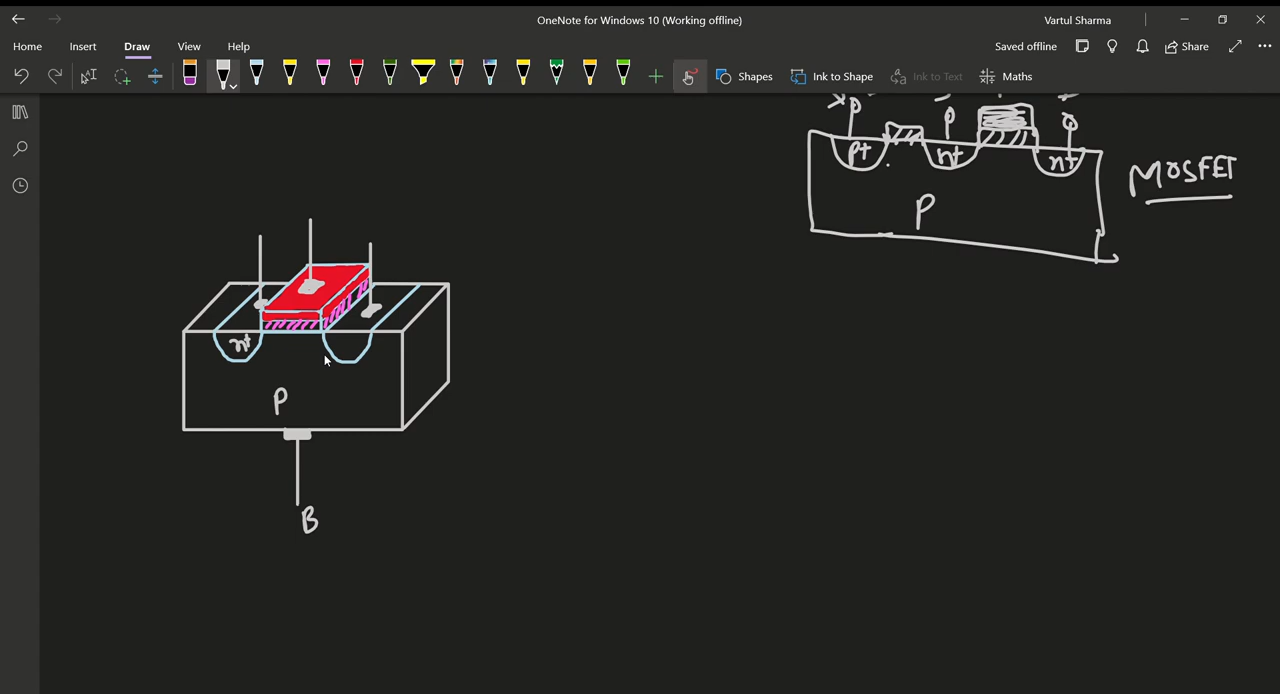 OneNote for Windows 10 (Working offline)
Vartul Sharma
Home Insert Draw View Help
Saved offline
Share
Shapes
Ink to Shape
Ink to Text
Maths
p+ n+ n+
P
MOSFET
n+
P
B